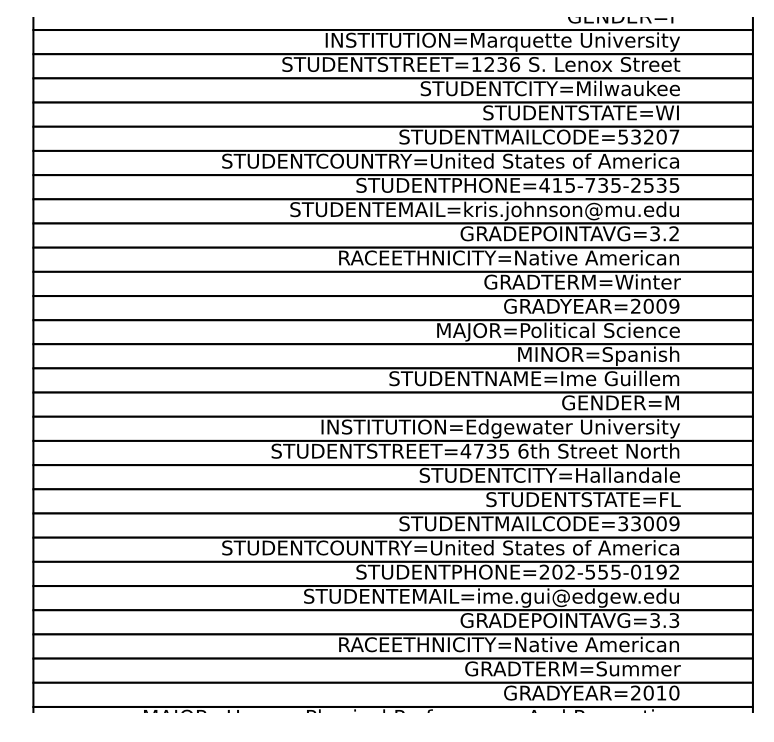 GENDER=F
INSTITUTION=Marquette University
STUDENTSTREET=1236 S. Lenox Street
STUDENTCITY=Milwaukee
STUDENTSTATE=WI
STUDENTMAILCODE=53207
STUDENTCOUNTRY=United States of America
STUDENTPHONE=415-735-2535
STUDENTEMAIL=kris.johnson@mu.edu
GRADEPOINTAVG=3.2
RACEETHNICITY=Native American
GRADTERM=Winter
GRADYEAR=2009
MAJOR=Political Science
MINOR=Spanish
STUDENTNAME=Ime Guillem
GENDER=M
INSTITUTION=Edgewater University
STUDENTSTREET=4735 6th Street North
STUDENTCITY=Hallandale
STUDENTSTATE=FL
STUDENTMAILCODE=33009
STUDENTCOUNTRY=United States of America
STUDENTPHONE=202-555-0192
STUDENTEMAIL=ime.gui@edgew.edu
GRADEPOINTAVG=3.3
RACEETHNICITY=Native American
GRADTERM=Summer
GRADYEAR=2010